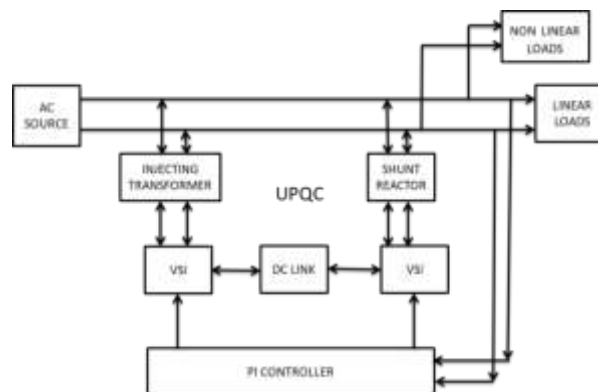 NON LINEAR
LOADS
AC
SOURCE
LINEAR
LOADS
INJECTING
TRANSFORMER
SHUNT
REACTOR
UPQC
VSI
DC LINK
VSI
PI CONTROLLER